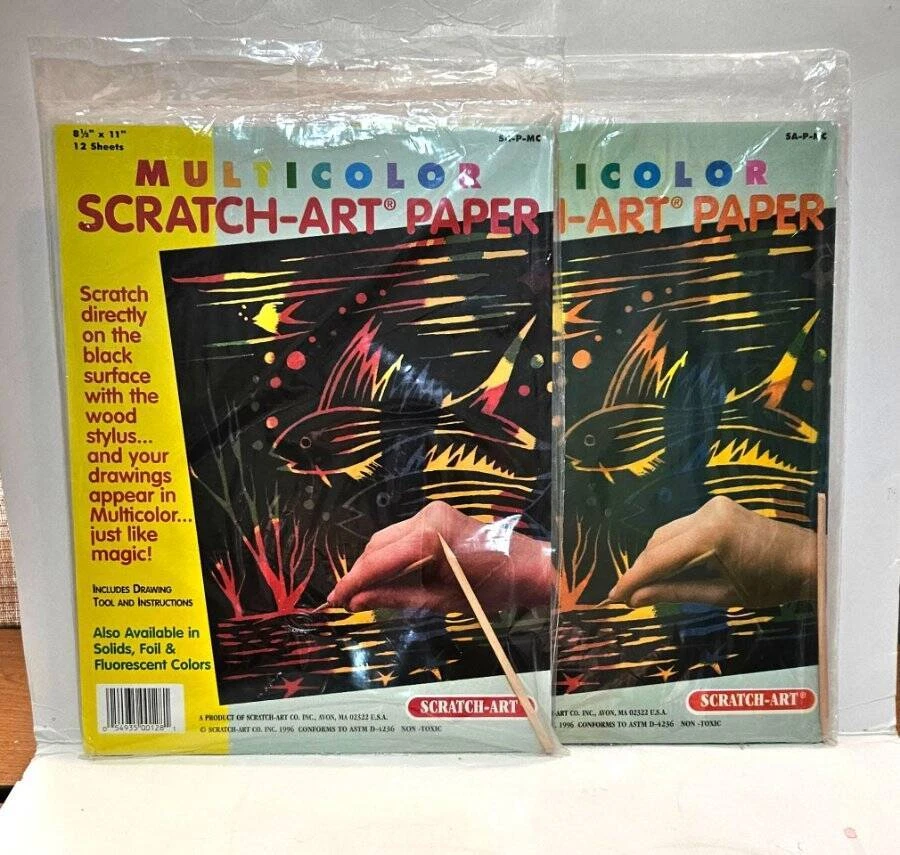 8½" x 11"
12 Sheets
SA-P-MC
MULTICOLOR
SCRATCH-ART® PAPER
Scratch
directly
on the
black
surface
with the
wood
stylus...
and your
drawings
appear in
Multicolor...
just like
magic!
INCLUDES DRAWING
TOOL AND INSTRUCTIONS
Also Available in
Solids, Foil &
Fluorescent Colors
0 54935 00128 1
SCRATCH-ART
A PRODUCT OF SCRATCH-ART CO. INC., AVON, MA 02322 U.S.A.
© SCRATCH-ART CO. INC. 1996 CONFORMS TO ASTM D-4236 NON-TOXIC
SA-P-MC
ICOLOR
-ART® PAPER
SCRATCH-ART®
ART CO. INC., AVON, MA 02322 U.S.A.
1996 CONFORMS TO ASTM D-4236 NON-TOXIC